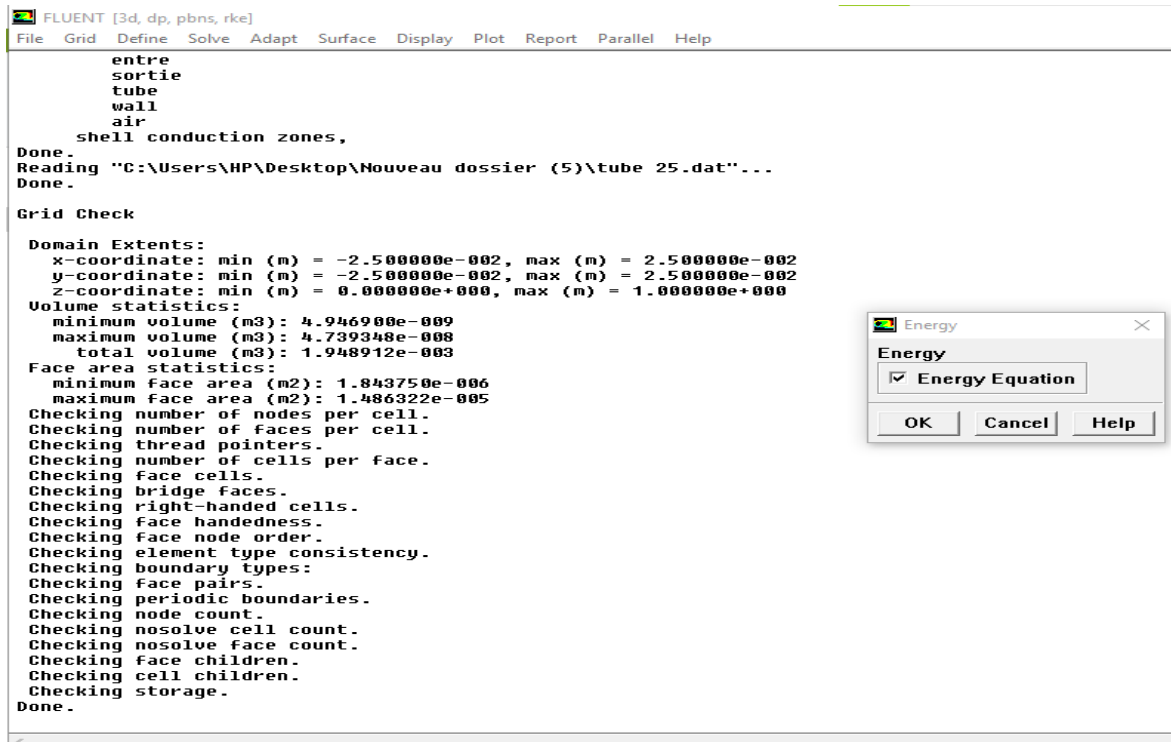 FLUENT [3d, dp, pbns, rke]
File Grid Define Solve Adapt Surface Display Plot Report Parallel Help
entre
sortie
tube
wall
air
shell conduction zones,
Done.
Reading "C:\Users\HP\Desktop\Nouveau dossier (5)\tube 25.dat"...
Done.
Grid Check
Domain Extents:
x-coordinate: min (m) = -2.500000e-002, max (m) = 2.500000e-002
y-coordinate: min (m) = -2.500000e-002, max (m) = 2.500000e-002
z-coordinate: min (m) = 0.000000e+000, max (m) = 1.000000e+000
Volume statistics:
minimum volume (m3): 4.946900e-009
maximum volume (m3): 4.739348e-008
total volume (m3): 1.948912e-003
Face area statistics:
minimum face area (m2): 1.843750e-006
maximum face area (m2): 1.486322e-005
Checking number of nodes per cell.
Checking number of faces per cell.
Checking thread pointers.
Checking number of cells per face.
Checking face cells.
Checking bridge faces.
Checking right-handed cells.
Checking face handedness.
Checking face node order.
Checking element type consistency.
Checking boundary types:
Checking face pairs.
Checking periodic boundaries.
Checking node count.
Checking nosolve cell count.
Checking nosolve face count.
Checking face children.
Checking cell children.
Checking storage.
Done.
Energy
Energy
Energy Equation
OK Cancel Help